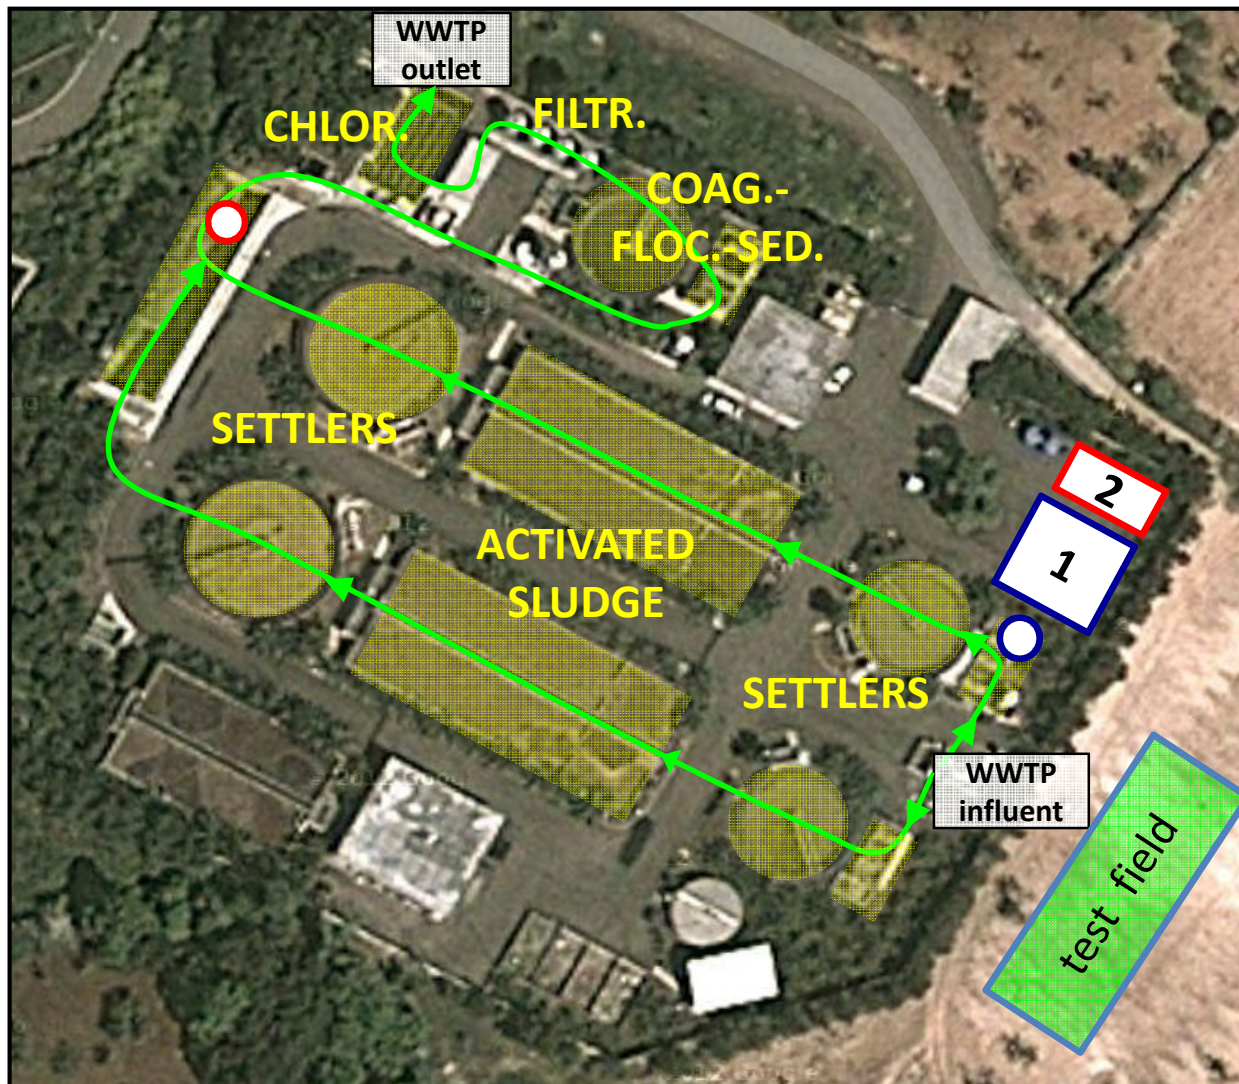 WWTP
outlet
CHLOR.
FILTR.
COAG.-
FLOC.-SED.
SETTLERS
2
1
ACTIVATED
SLUDGE
SETTLERS
WWTP
influent
test field